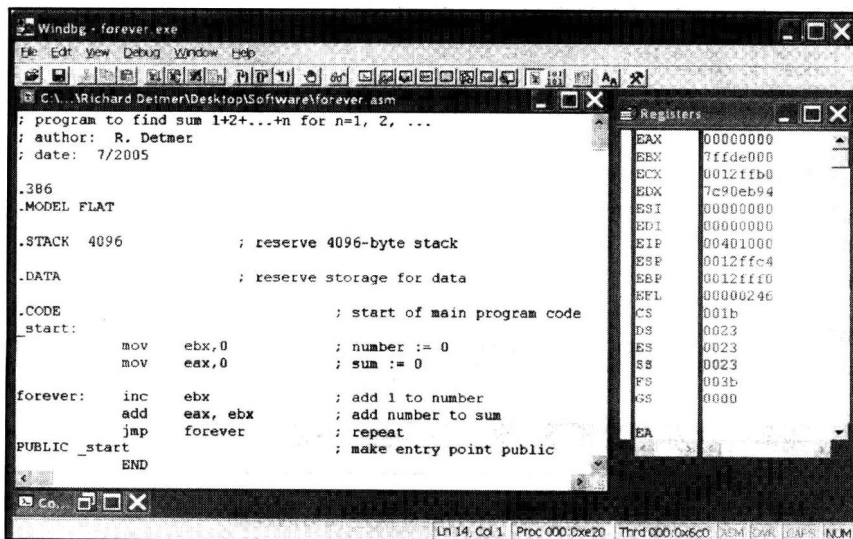 Windbg - forever.exe
File Edit View Debug Window Help
C:\...\Richard Detmer\Desktop\Software\forever.asm
; program to find sum 1+2+...+n for n=1, 2, ...
; author: R. Detmer
; date: 7/2005
.386
.MODEL FLAT
.STACK 4096 ; reserve 4096-byte stack
.DATA ; reserve storage for data
.CODE ; start of main program code
_start:
mov ebx,0 ; number := 0
mov eax,0 ; sum := 0
forever: inc ebx ; add 1 to number
add eax, ebx ; add number to sum
jmp forever ; repeat
PUBLIC _start ; make entry point public
END
Registers
EAX 00000000
EBX 7ffde000
ECX 0012ffb0
EDX 7c90eb94
ESI 00000000
EDI 00000000
EIP 00401000
ESP 0012ffc4
EBP 0012fff0
EFL 00000246
CS 001b
DS 0023
ES 0023
SS 0023
FS 003b
GS 0000
EA
Co...
Ln 14, Col 1 Proc 000:0xe20 Thrd 000:0x6c0 ASM OVR CAPS NUM